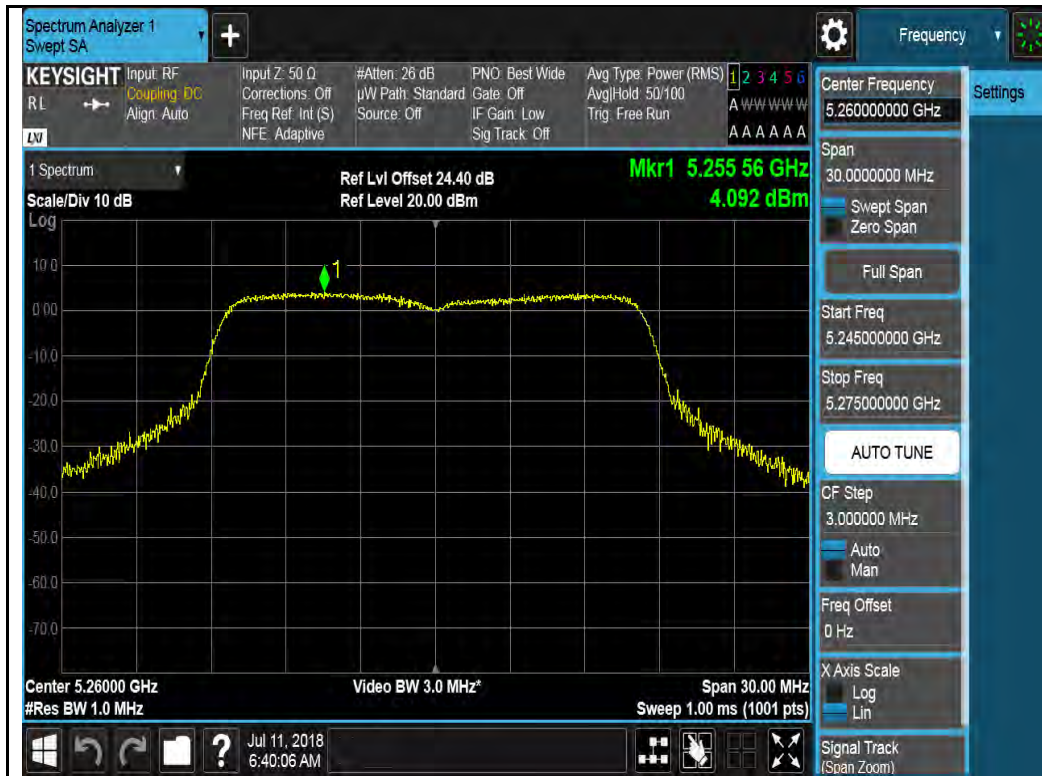 Spectrum Analyzer 1
Swept SA
+
Frequency
KEYSIGHT
RL
LXI
Input: RF
Coupling: DC
Align: Auto
Input Z: 50 Ω
Corrections: Off
Freq Ref: Int (S)
NFE: Adaptive
#Atten: 26 dB
µW Path: Standard
Source: Off
PNO: Best Wide
Gate: Off
IF Gain: Low
Sig Track: Off
Avg Type: Power (RMS)
Avg|Hold: 50/100
Trig: Free Run
1 2 3 4 5 6
A W W W W W
A A A A A A
1 Spectrum
Scale/Div 10 dB
Ref Lvl Offset 24.40 dB
Ref Level 20.00 dBm
Mkr1 5.255 56 GHz
4.092 dBm
Log
10.0
0.00
-10.0
-20.0
-30.0
-40.0
-50.0
-60.0
-70.0
1
Center 5.26000 GHz
#Res BW 1.0 MHz
Video BW 3.0 MHz*
Span 30.00 MHz
Sweep 1.00 ms (1001 pts)
Center Frequency
5.260000000 GHz
Settings
Span
30.0000000 MHz
Swept Span
Zero Span
Full Span
Start Freq
5.245000000 GHz
Stop Freq
5.275000000 GHz
AUTO TUNE
CF Step
3.000000 MHz
Auto
Man
Freq Offset
0 Hz
X Axis Scale
Log
Lin
Signal Track
(Span Zoom)
?
Jul 11, 2018
6:40:06 AM